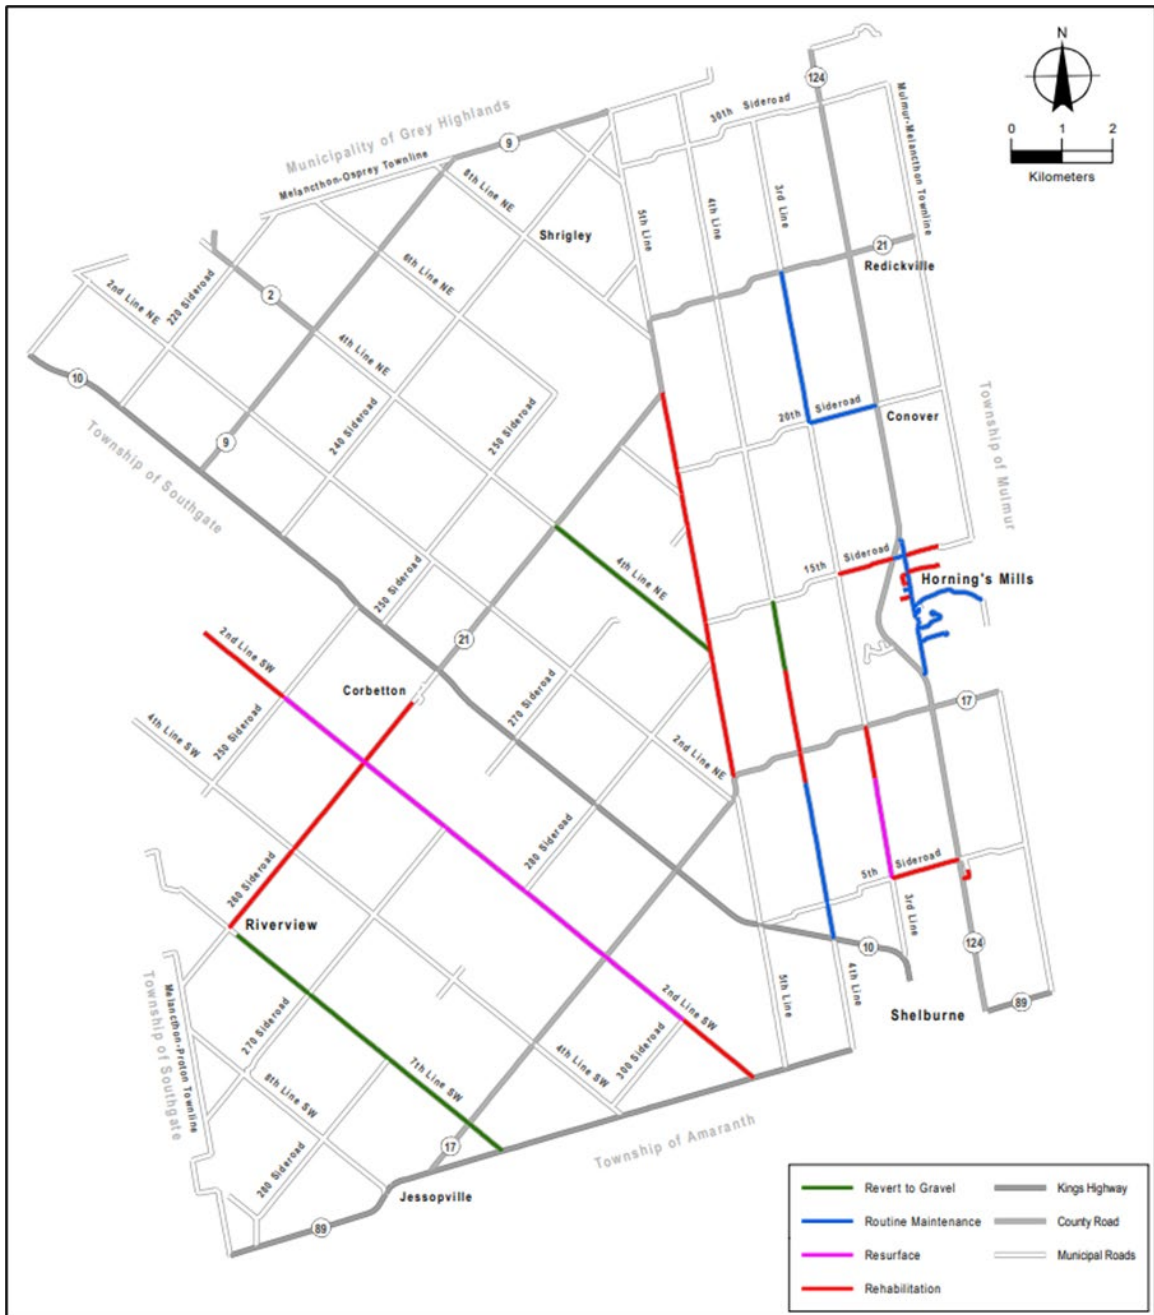 N
0 1 2
Kilometers
124
30th Sideroad
Mulmur-Melancthon Townline
Municipality of Grey Highlands
9
Melancthon-Osprey Townline
8th Line NE
Shrigley
5th Line
4th Line
3rd Line
21
Redickville
6th Line NE
220 Sideroad
2
2nd Line NE
4th Line NE
10
Township of Southgate
9
240 Sideroad
250 Sideroad
20th Sideroad
Conover
Township of Mulmur
4th Line NE
15th Sideroad
Horning's Mills
250 Sideroad
21
2nd Line SW
Corbetton
270 Sideroad
17
4th Line SW
250 Sideroad
2nd Line NE
260 Sideroad
280 Sideroad
5th Sideroad
Riverview
3rd Line
10
124
Melancthon-Proton Townline
Township of Southgate
270 Sideroad
2nd Line SW
5th Line
4th Line
Shelburne
89
7th Line SW
4th Line SW
300 Sideroad
8th Line SW
280 Sideroad
17
Township of Amaranth
Jessopville
89
Revert to Gravel
Kings Highway
Routine Maintenance
County Road
Resurface
Municipal Roads
Rehabilitation